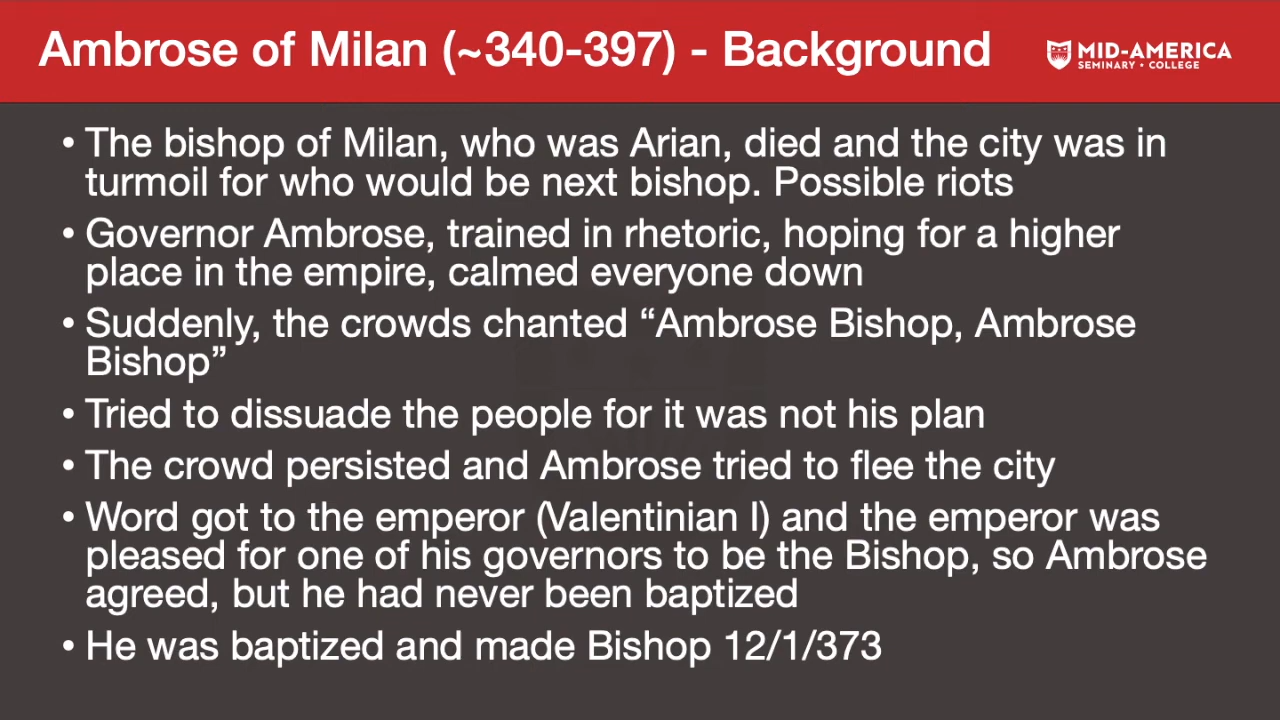 Ambrose of Milan (~340-397) - Background
MID-AMERICA
SEMINARY • COLLEGE
• The bishop of Milan, who was Arian, died and the city was in
turmoil for who would be next bishop. Possible riots
• Governor Ambrose, trained in rhetoric, hoping for a higher
place in the empire, calmed everyone down
• Suddenly, the crowds chanted “Ambrose Bishop, Ambrose
Bishop”
• Tried to dissuade the people for it was not his plan
• The crowd persisted and Ambrose tried to flee the city
• Word got to the emperor (Valentinian I) and the emperor was
pleased for one of his governors to be the Bishop, so Ambrose
agreed, but he had never been baptized
• He was baptized and made Bishop 12/1/373